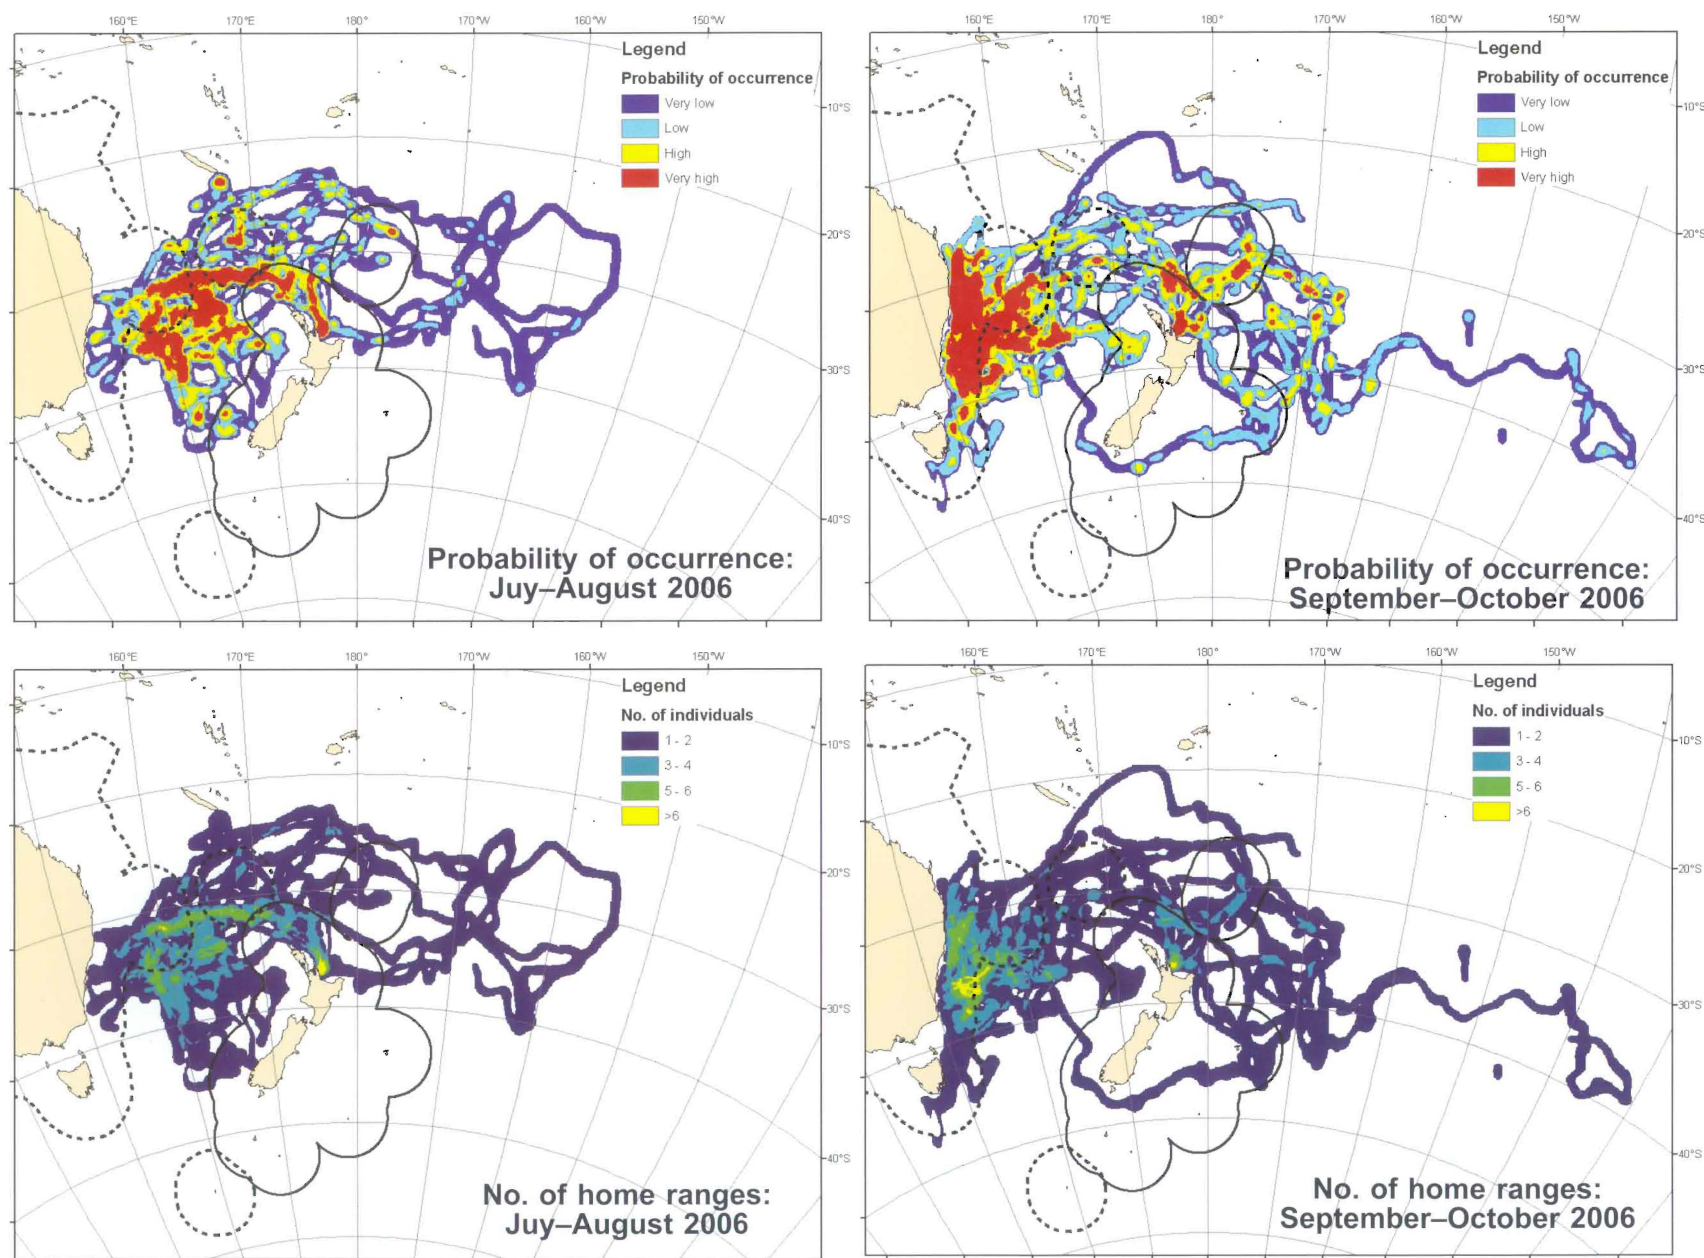 160°E 170°E 180° 170°W 160°W 150°W
Legend
Probability of occurrence
Very low
Low
High
Very high
10°S
20°S
30°S
40°S
Probability of occurrence:
Juy–August 2006
160°E 170°E 180° 170°W 160°W 150°W
Legend
Probability of occurrence
Very low
Low
High
Very high
10°S
20°S
30°S
40°S
Probability of occurrence:
September–October 2006
160°E 170°E 180° 170°W 160°W 150°W
Legend
No. of individuals
1 - 2
3 - 4
5 - 6
>6
10°S
20°S
30°S
40°S
No. of home ranges:
Juy–August 2006
160°E 170°E 180° 170°W 160°W 150°W
Legend
No. of individuals
1 - 2
3 - 4
5 - 6
>6
10°S
20°S
30°S
40°S
No. of home ranges:
September–October 2006